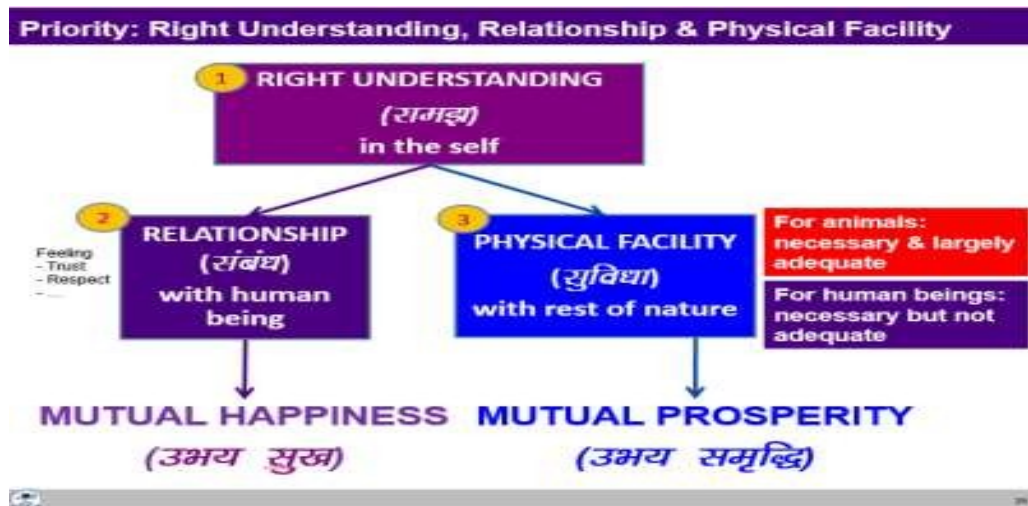 Priority: Right Understanding, Relationship & Physical Facility
1
RIGHT UNDERSTANDING
(समझ)
in the self
2
RELATIONSHIP
(संबंध)
with human
being
Feeling
- Trust
- Respect
- ....
3
PHYSICAL FACILITY
(सुविधा)
with rest of nature
For animals:
necessary & largely
adequate
For human beings:
necessary but not
adequate
MUTUAL HAPPINESS
(उभय सुख)
MUTUAL PROSPERITY
(उभय समृद्धि)